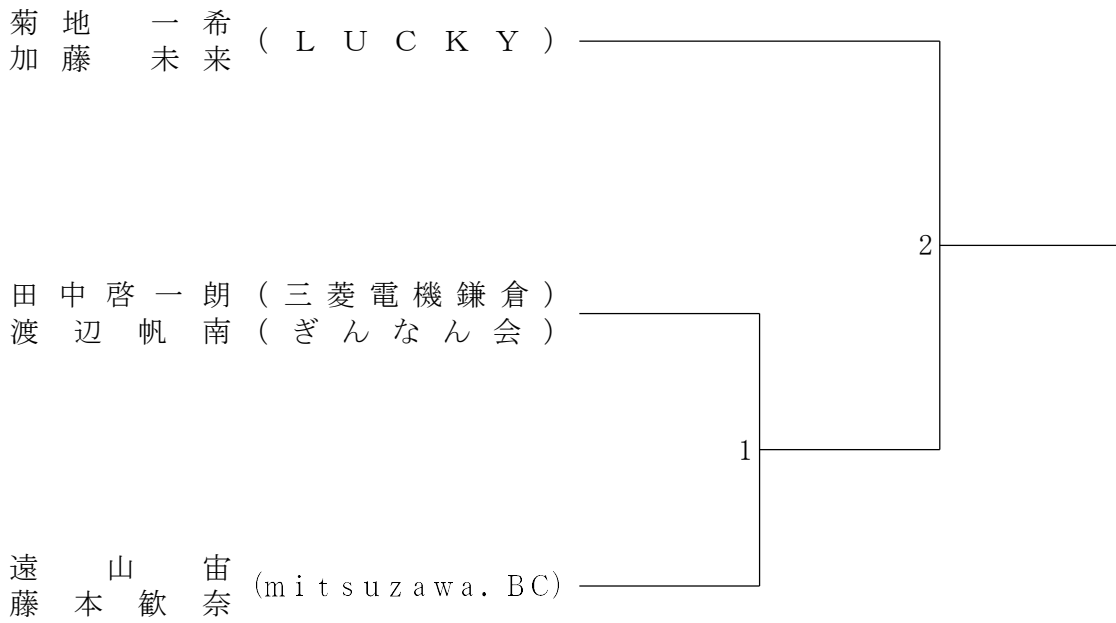 菊地 一希 (LUCKY)
加藤 未来
2
田中啓一朗 (三菱電機鎌倉)
渡辺帆南 (ぎんなん会)
1
遠山 宙 (mitsuzawa.BC)
藤本歓奈